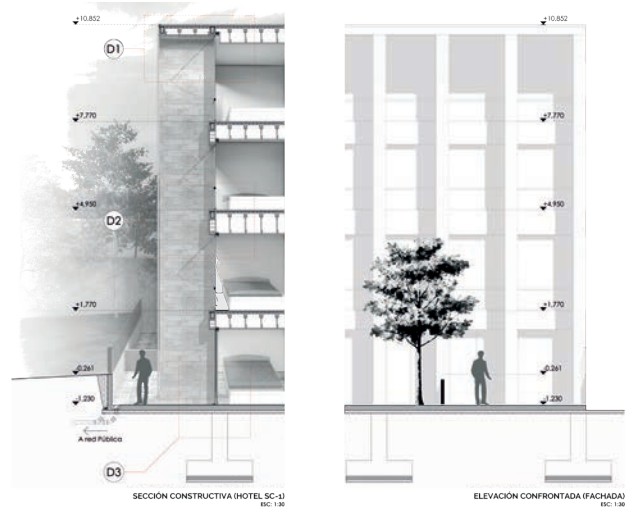 +10.852
D1
+7.770
+4.950
D2
+1.770
-0.261
-1.230
A red Pública
D3
SECCIÓN CONSTRUCTIVA (HOTEL SC-1)
ESC: 1:30
+10.852
+7.770
+4.950
+1.770
-0.261
-1.230
ELEVACIÓN CONFRONTADA (FACHADA)
ESC: 1:30